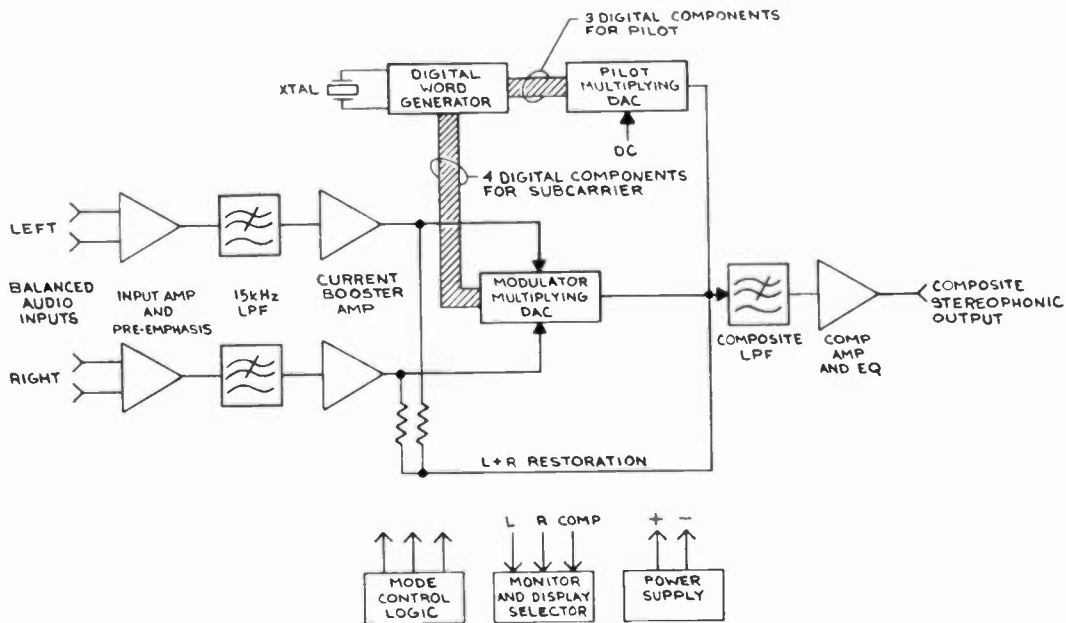 3 DIGITAL COMPONENTS
FOR PILOT
XTAL
DIGITAL
WORD
GENERATOR
PILOT
MULTIPLYING
DAC
DC
4 DIGITAL COMPONENTS
FOR SUBCARRIER
LEFT
BALANCED
AUDIO
INPUTS
INPUT AMP
AND
PRE-EMPHASIS
15kHz
LPF
CURRENT
BOOSTER
AMP
MODULATOR
MULTIPLYING
DAC
COMPOSITE
LPF
COMP
AMP
AND EQ
COMPOSITE
STEREOPHONIC
OUTPUT
RIGHT
L+R RESTORATION
MODE
CONTROL
LOGIC
L R COMP
MONITOR
AND DISPLAY
SELECTOR
+ -
POWER
SUPPLY